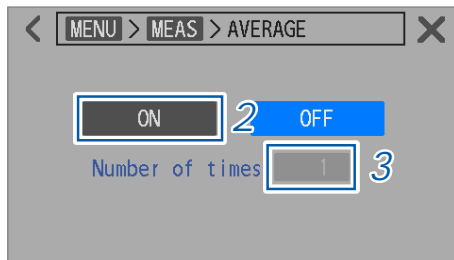 < MENU > MEAS > AVERAGE ×
ON 2 OFF
Number of times 1 3